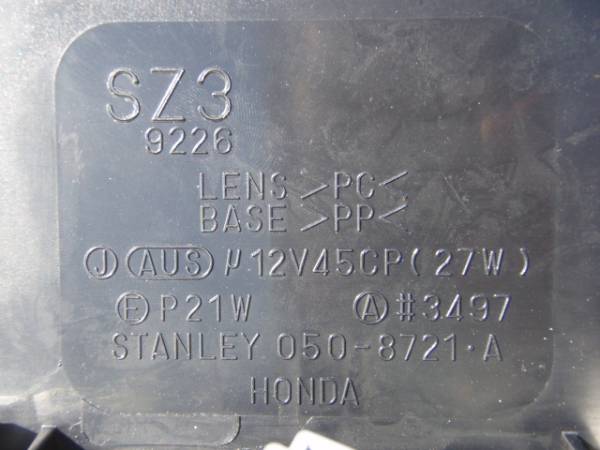 SZ3
9226
LENS >PC<
BASE >PP<
J AUS µ12V45CP(27W)
E P21W A #3497
STANLEY 050-8721·A
HONDA